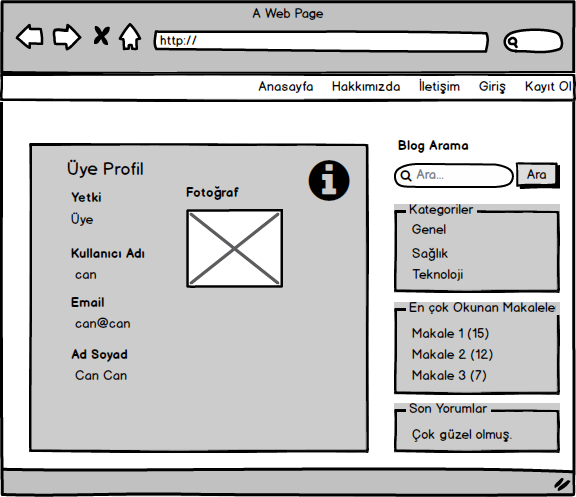 A Web Page
http://
Anasayfa Hakkımızda İletişim Giriş Kayıt Ol
Üye Profil
Yetki
Üye
Kullanıcı Adı
can
Email
can@can
Ad Soyad
Can Can
Fotoğraf
Blog Arama
Ara... Ara
Kategoriler
Genel
Sağlık
Teknoloji
En çok Okunan Makalele
Makale 1 (15)
Makale 2 (12)
Makale 3 (7)
Son Yorumlar
Çok güzel olmuş.